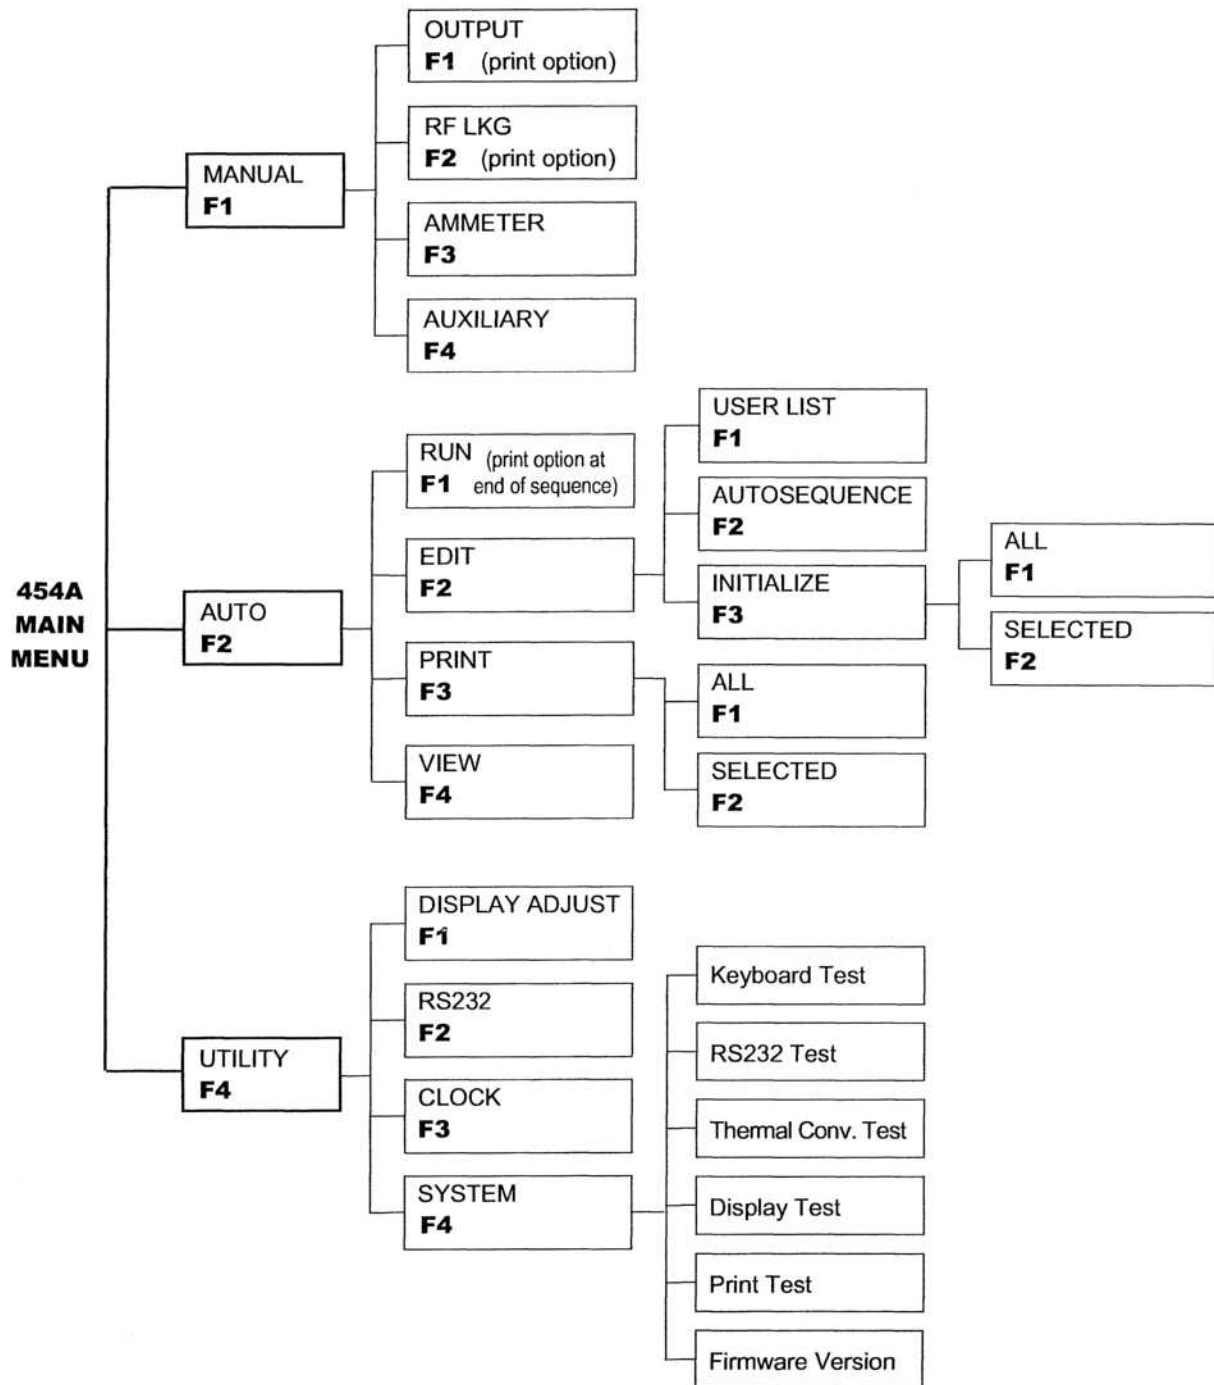 OUTPUT
F1 (print option)
RF LKG
F2 (print option)
MANUAL
F1
AMMETER
F3
AUXILIARY
F4
USER LIST
F1
RUN (print option at
F1 end of sequence)
AUTOSEQUENCE
F2
EDIT
F2
ALL
F1
INITIALIZE
F3
SELECTED
F2
454A
MAIN
MENU
AUTO
F2
PRINT
F3
ALL
F1
VIEW
F4
SELECTED
F2
DISPLAY ADJUST
F1
Keyboard Test
RS232
F2
RS232 Test
UTILITY
F4
CLOCK
F3
Thermal Conv. Test
SYSTEM
F4
Display Test
Print Test
Firmware Version